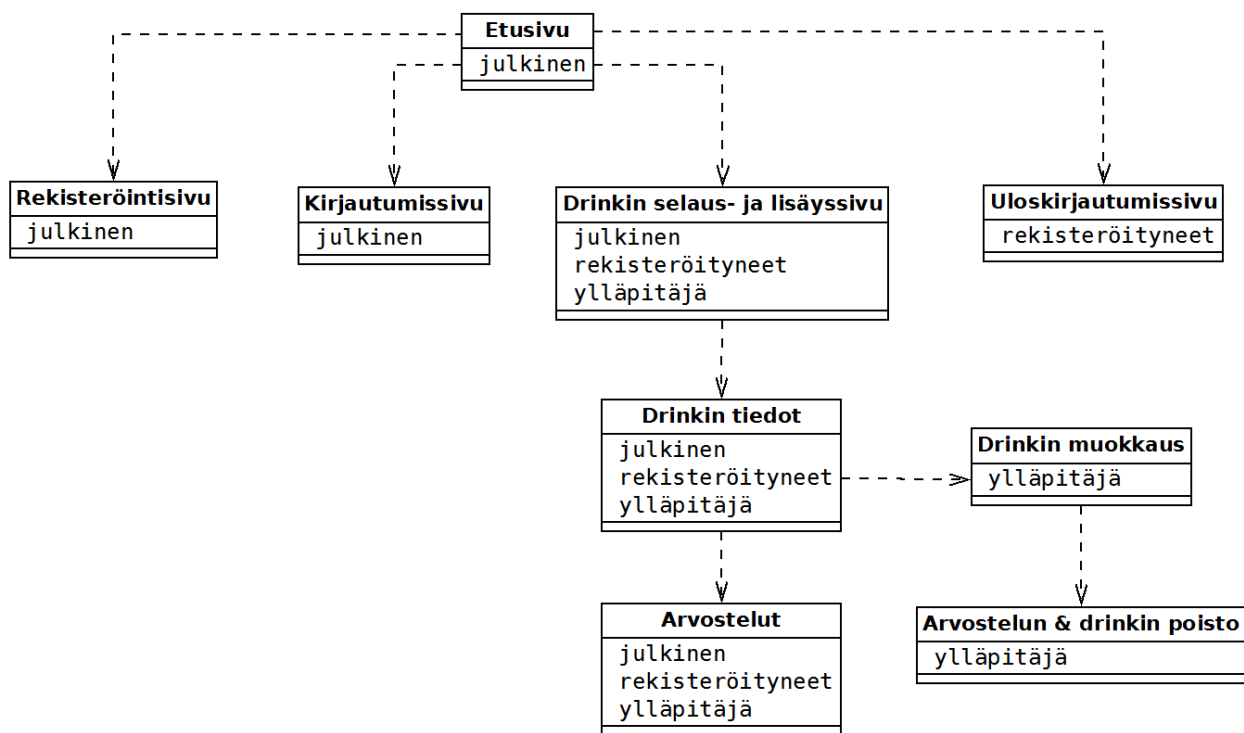 Etusivu
julkinen
Rekisteröintisivu
julkinen
Kirjautumissivu
julkinen
Drinkin selaus- ja lisäyssivu
julkinen
rekisteröityneet
ylläpitäjä
Uloskirjautumissivu
rekisteröityneet
Drinkin tiedot
julkinen
rekisteröityneet
ylläpitäjä
Drinkin muokkaus
ylläpitäjä
Arvostelut
julkinen
rekisteröityneet
ylläpitäjä
Arvostelun & drinkin poisto
ylläpitäjä